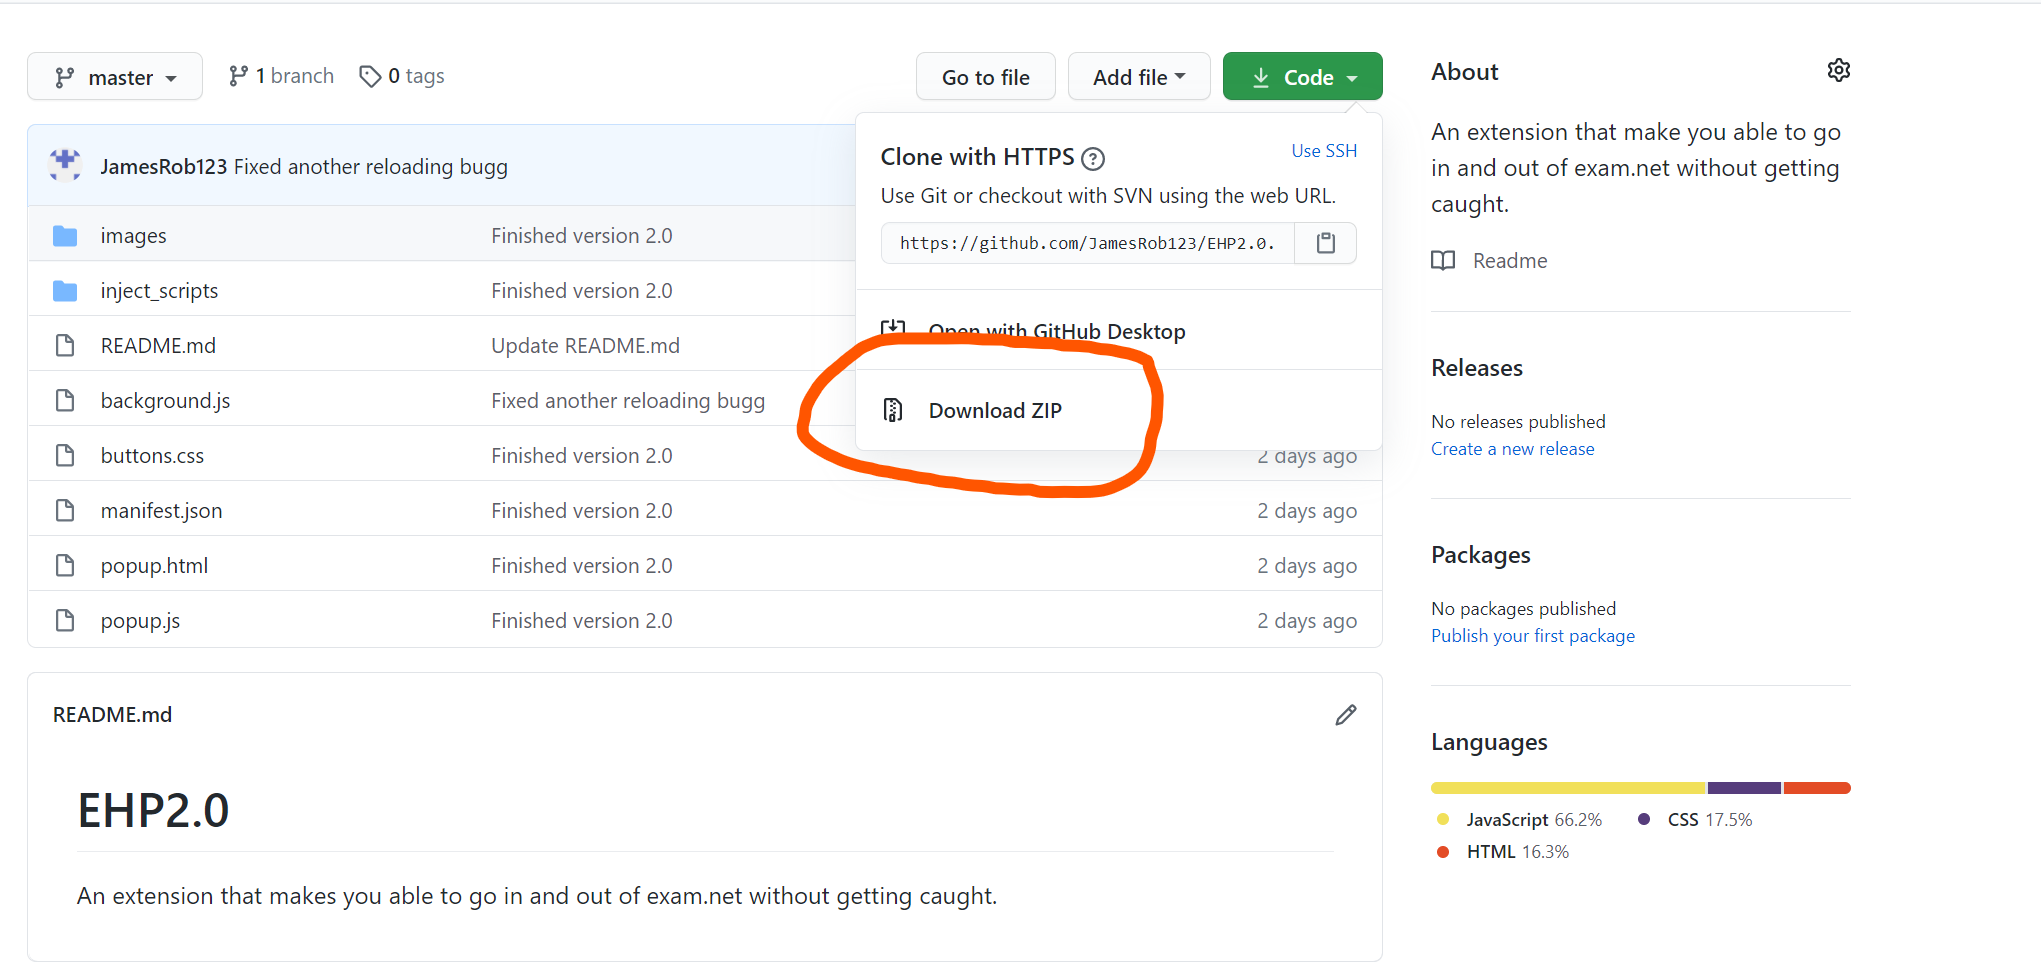 master
1 branch
0 tags
Go to file
Add file
Code
JamesRob123 Fixed another reloading bugg
images Finished version 2.0
inject_scripts Finished version 2.0
README.md Update README.md
background.js Fixed another reloading bugg
buttons.css Finished version 2.0 2 days ago
manifest.json Finished version 2.0 2 days ago
popup.html Finished version 2.0 2 days ago
popup.js Finished version 2.0 2 days ago
Clone with HTTPS ?
Use SSH
Use Git or checkout with SVN using the web URL.
https://github.com/JamesRob123/EHP2.0.
Open with GitHub Desktop
Download ZIP
README.md
EHP2.0
An extension that makes you able to go in and out of exam.net without getting caught.
About
An extension that make you able to go
in and out of exam.net without getting
caught.
Readme
Releases
No releases published
Create a new release
Packages
No packages published
Publish your first package
Languages
JavaScript 66.2% CSS 17.5%
HTML 16.3%